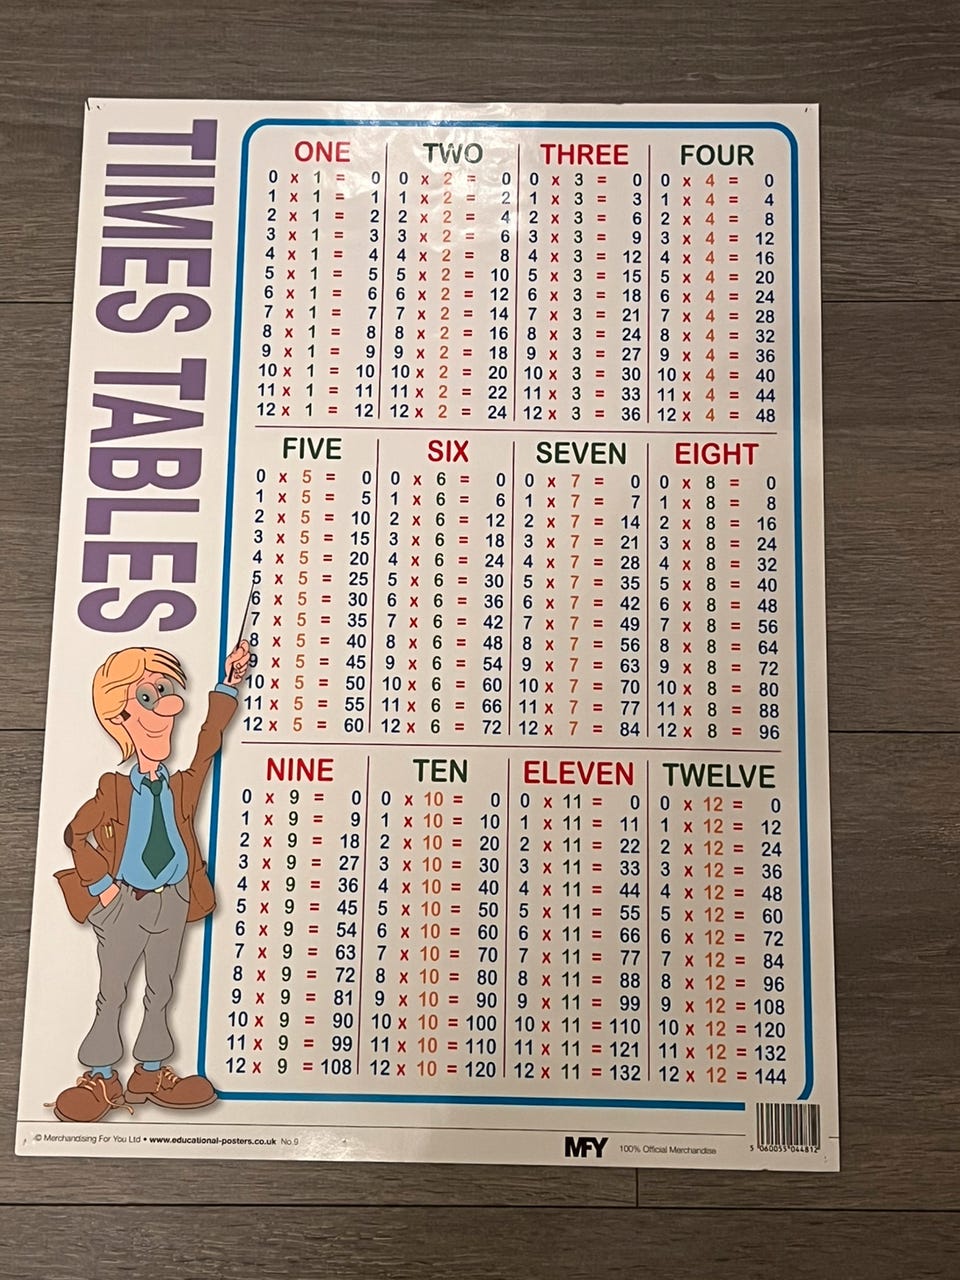 TIMES TABLES
ONE TWO THREE FOUR
0 x 1 = 0 0 x 2 = 0 0 x 3 = 0 0 x 4 = 0
1 x 1 = 1 1 x 2 = 2 1 x 3 = 3 1 x 4 = 4
2 x 1 = 2 2 x 2 = 4 2 x 3 = 6 2 x 4 = 8
3 x 1 = 3 3 x 2 = 6 3 x 3 = 9 3 x 4 = 12
4 x 1 = 4 4 x 2 = 8 4 x 3 = 12 4 x 4 = 16
5 x 1 = 5 5 x 2 = 10 5 x 3 = 15 5 x 4 = 20
6 x 1 = 6 6 x 2 = 12 6 x 3 = 18 6 x 4 = 24
7 x 1 = 7 7 x 2 = 14 7 x 3 = 21 7 x 4 = 28
8 x 1 = 8 8 x 2 = 16 8 x 3 = 24 8 x 4 = 32
9 x 1 = 9 9 x 2 = 18 9 x 3 = 27 9 x 4 = 36
10 x 1 = 10 10 x 2 = 20 10 x 3 = 30 10 x 4 = 40
11 x 1 = 11 11 x 2 = 22 11 x 3 = 33 11 x 4 = 44
12 x 1 = 12 12 x 2 = 24 12 x 3 = 36 12 x 4 = 48
FIVE SIX SEVEN EIGHT
0 x 5 = 0 0 x 6 = 0 0 x 7 = 0 0 x 8 = 0
1 x 5 = 5 1 x 6 = 6 1 x 7 = 7 1 x 8 = 8
2 x 5 = 10 2 x 6 = 12 2 x 7 = 14 2 x 8 = 16
3 x 5 = 15 3 x 6 = 18 3 x 7 = 21 3 x 8 = 24
4 x 5 = 20 4 x 6 = 24 4 x 7 = 28 4 x 8 = 32
5 x 5 = 25 5 x 6 = 30 5 x 7 = 35 5 x 8 = 40
6 x 5 = 30 6 x 6 = 36 6 x 7 = 42 6 x 8 = 48
7 x 5 = 35 7 x 6 = 42 7 x 7 = 49 7 x 8 = 56
8 x 5 = 40 8 x 6 = 48 8 x 7 = 56 8 x 8 = 64
9 x 5 = 45 9 x 6 = 54 9 x 7 = 63 9 x 8 = 72
10 x 5 = 50 10 x 6 = 60 10 x 7 = 70 10 x 8 = 80
11 x 5 = 55 11 x 6 = 66 11 x 7 = 77 11 x 8 = 88
12 x 5 = 60 12 x 6 = 72 12 x 7 = 84 12 x 8 = 96
NINE TEN ELEVEN TWELVE
0 x 9 = 0 0 x 10 = 0 0 x 11 = 0 0 x 12 = 0
1 x 9 = 9 1 x 10 = 10 1 x 11 = 11 1 x 12 = 12
2 x 9 = 18 2 x 10 = 20 2 x 11 = 22 2 x 12 = 24
3 x 9 = 27 3 x 10 = 30 3 x 11 = 33 3 x 12 = 36
4 x 9 = 36 4 x 10 = 40 4 x 11 = 44 4 x 12 = 48
5 x 9 = 45 5 x 10 = 50 5 x 11 = 55 5 x 12 = 60
6 x 9 = 54 6 x 10 = 60 6 x 11 = 66 6 x 12 = 72
7 x 9 = 63 7 x 10 = 70 7 x 11 = 77 7 x 12 = 84
8 x 9 = 72 8 x 10 = 80 8 x 11 = 88 8 x 12 = 96
9 x 9 = 81 9 x 10 = 90 9 x 11 = 99 9 x 12 = 108
10 x 9 = 90 10 x 10 = 100 10 x 11 = 110 10 x 12 = 120
11 x 9 = 99 11 x 10 = 110 11 x 11 = 121 11 x 12 = 132
12 x 9 = 108 12 x 10 = 120 12 x 11 = 132 12 x 12 = 144
© Merchandising For You Ltd • www.educational-posters.co.uk No.9
MFY 100% Official Merchandise
5 060055 044812